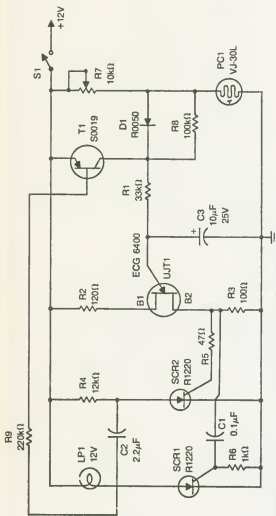 +12V
S1
R7
10kΩ
PC1
VJ-30L
D1
R0050
R8
100kΩ
T1
S0019
R1
33kΩ
C3
10µF
25V
+
ECG 6400
UJT1
B1
B2
R2
120Ω
R3
100Ω
47Ω
R5
R4
12kΩ
SCR2
R1220
C2
2.2µF
C1
0.1µF
R9
220kΩ
LP1
12V
SCR1
R1220
R6
1kΩ